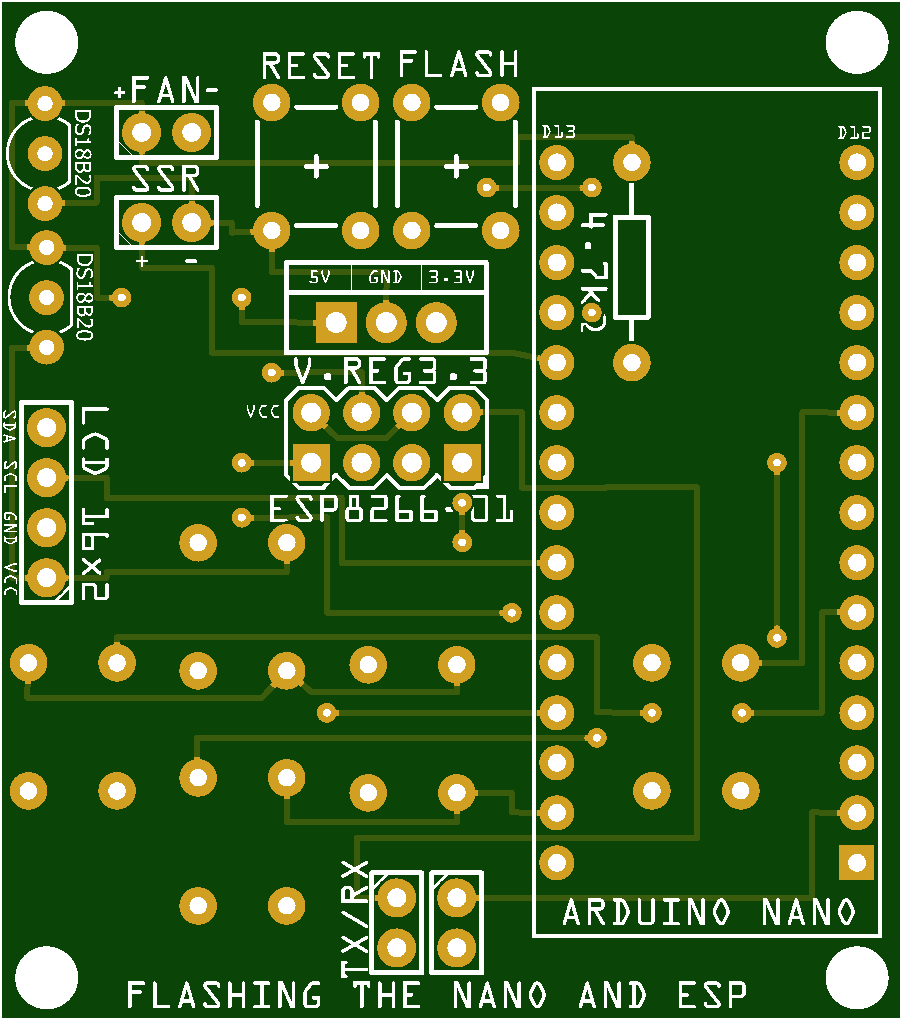 RESET FLASH
+FAN-
DS18B20
D13
D12
SSR
+ -
4.7k2
DS18B20
5V GND 3.3V
V.REG3.3
VCC
LCD 16x2
SDA SCL GND VCC
ESP8266-01
TX/RX
ARDUINO NANO
FLASHING THE NANO AND ESP